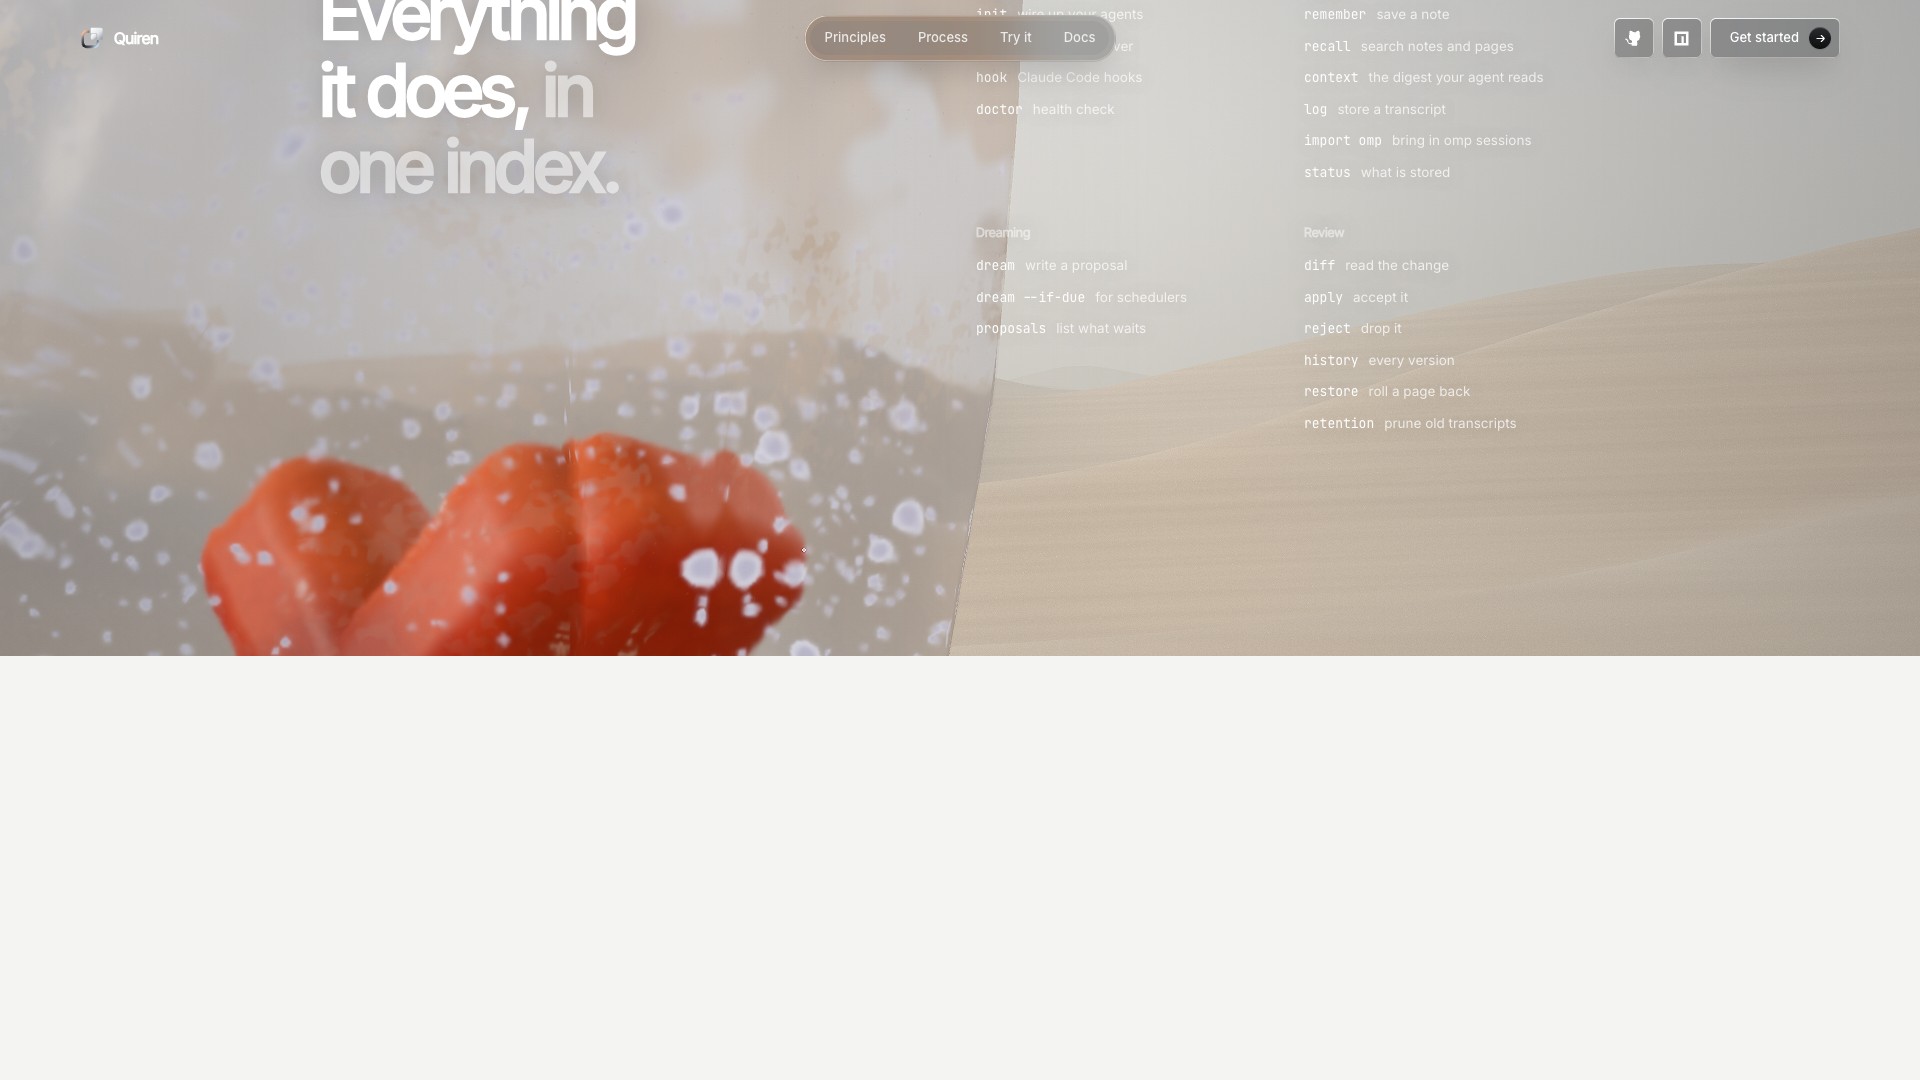 Quiren
Principles
Process
Try it
Docs
Get started
Everything
it does, in
one index.
init wire up your agents
hook Claude Code hooks
doctor health check
remember save a note
recall search notes and pages
context the digest your agent reads
log store a transcript
import omp bring in omp sessions
status what is stored
Dreaming
dream write a proposal
dream --if-due for schedulers
proposals list what waits
Review
diff read the change
apply accept it
reject drop it
history every version
restore roll a page back
retention prune old transcripts